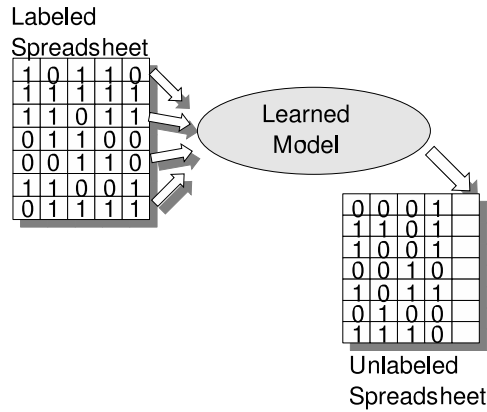 Labeled
Spreadsheet
1 0 1 1 0
1 1 1 1 1
1 1 0 1 1
0 1 1 0 0
0 0 1 1 0
1 1 0 0 1
0 1 1 1 1
Learned
Model
0 0 0 1
1 1 0 1
1 0 0 1
0 0 1 0
1 0 1 1
0 1 0 0
1 1 1 0
Unlabeled
Spreadsheet